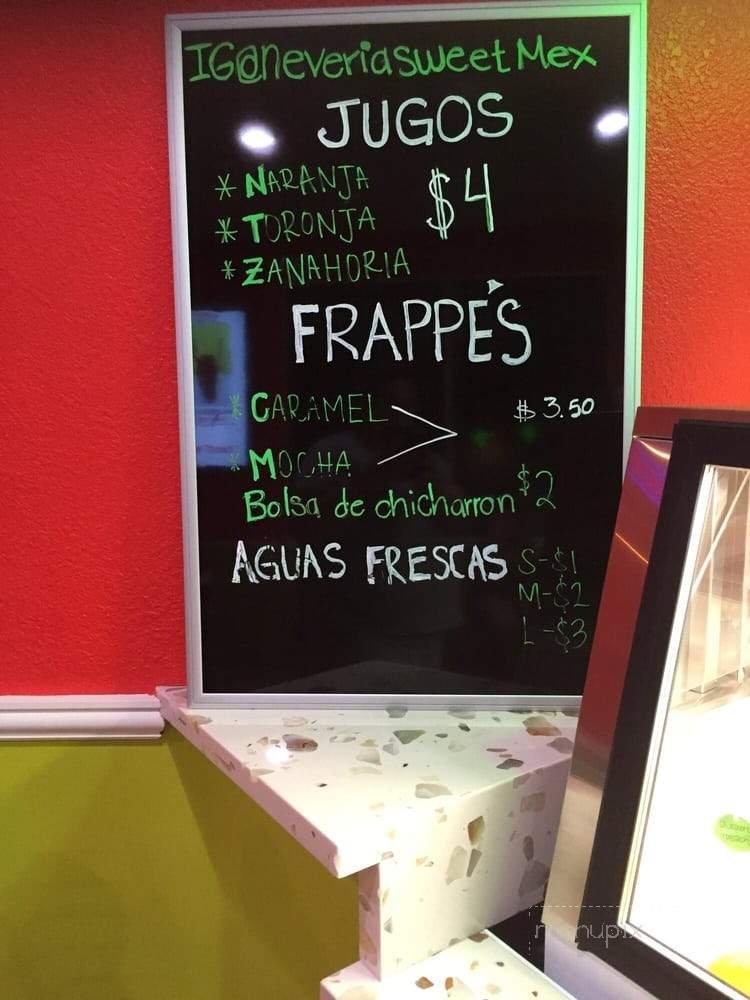 IG@neveriasweetMex
JUGOS
* NARANJA
* TORONJA $4
* ZANAHORIA
FRAPPÉS
* CARAMEL $3.50
* MOCHA
Bolsa de chicharron $2
AGUAS FRESCAS S-$1
M-$2
L-$3
menupix